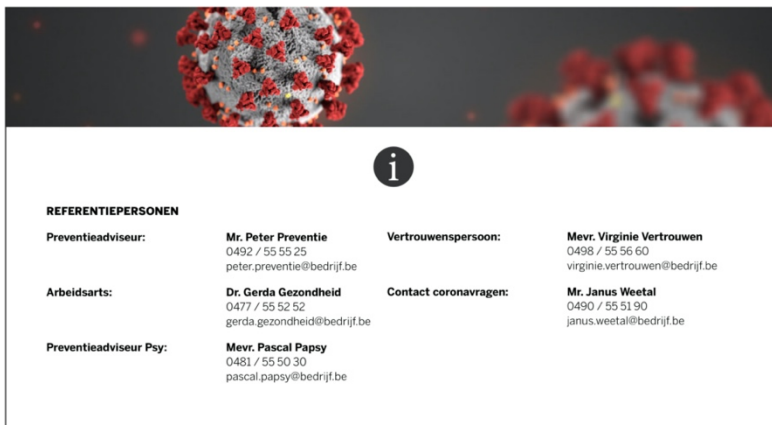 i
REFERENTIEPERSONEN
Preventieadviseur:
Mr. Peter Preventie
0492 / 55 55 25
peter.preventie@bedrijf.be
Vertrouwenspersoon:
Mevr. Virginie Vertrouwen
0498 / 55 56 60
virginie.vertrouwen@bedrijf.be
Arbeidsarts:
Dr. Gerda Gezondheid
0477 / 55 52 52
gerda.gezondheid@bedrijf.be
Contact coronavragen:
Mr. Janus Weetal
0490 / 55 51 90
janus.weetal@bedrijf.be
Preventieadviseur Psy:
Mevr. Pascal Papsy
0481 / 55 50 30
pascal.papsy@bedrijf.be